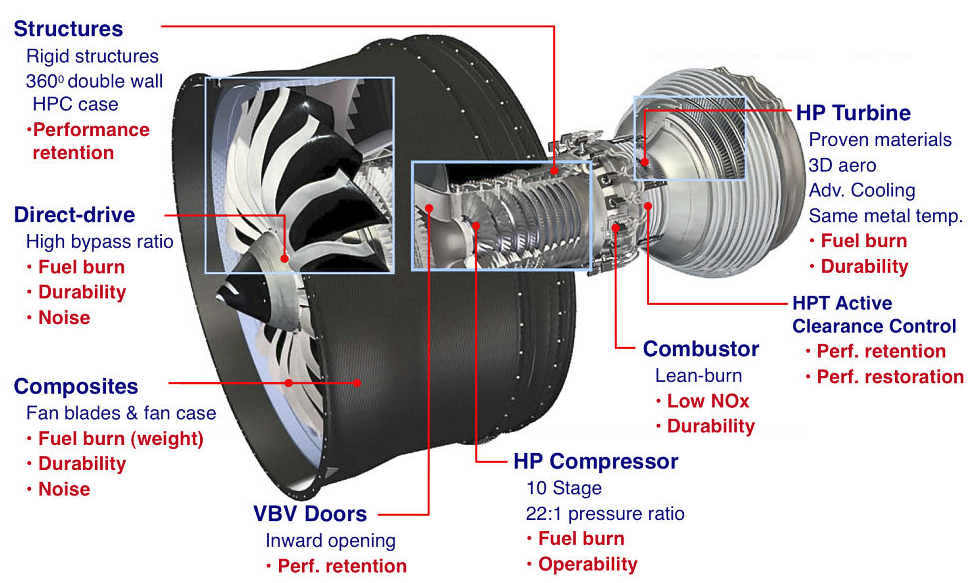 Structures
Rigid structures
360⁰ double wall
HPC case
•Performance
retention
Direct-drive
High bypass ratio
• Fuel burn
• Durability
• Noise
Composites
Fan blades & fan case
• Fuel burn (weight)
• Durability
• Noise
VBV Doors
Inward opening
• Perf. retention
HP Compressor
10 Stage
22:1 pressure ratio
• Fuel burn
• Operability
Combustor
Lean-burn
• Low NOx
• Durability
HP Turbine
Proven materials
3D aero
Adv. Cooling
Same metal temp.
• Fuel burn
• Durability
HPT Active
Clearance Control
• Perf. retention
• Perf. restoration